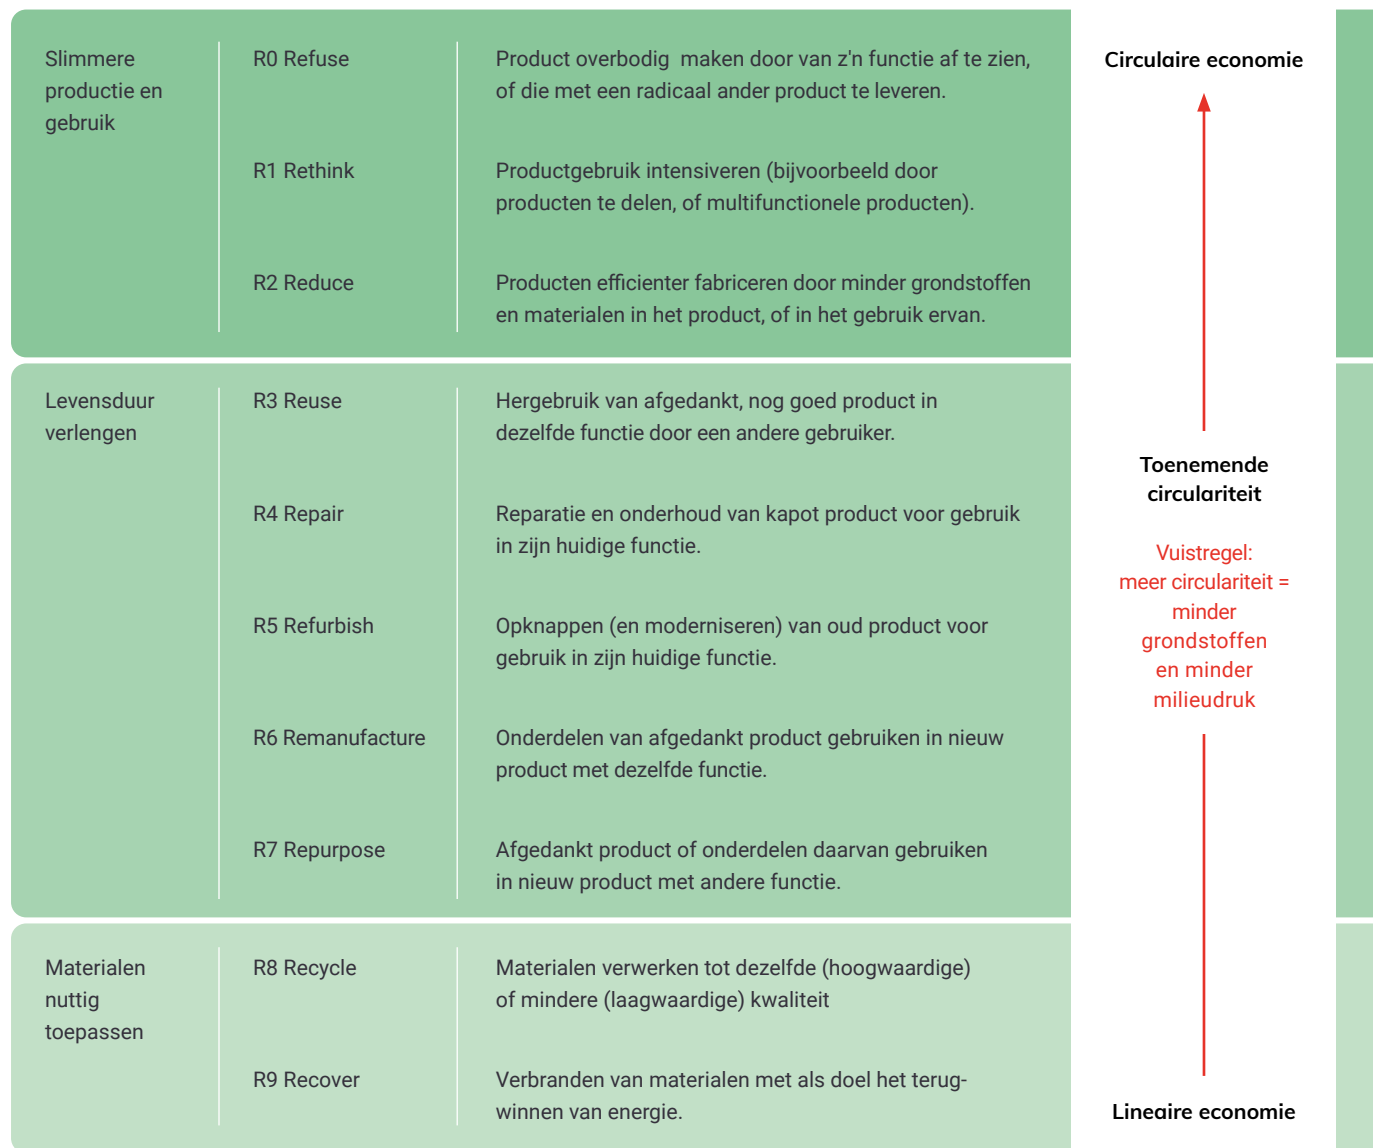 Slimmere
productie en
gebruik
R0 Refuse
Product overbodig  maken door van z'n functie af te zien,
of die met een radicaal ander product te leveren.
R1 Rethink
Productgebruik intensiveren (bijvoorbeeld door
producten te delen, of multifunctionele producten).
R2 Reduce
Producten efficienter fabriceren door minder grondstoffen
en materialen in het product, of in het gebruik ervan.
Levensduur
verlengen
R3 Reuse
Hergebruik van afgedankt, nog goed product in
dezelfde functie door een andere gebruiker.
R4 Repair
Reparatie en onderhoud van kapot product voor gebruik
in zijn huidige functie.
R5 Refurbish
Opknappen (en moderniseren) van oud product voor
gebruik in zijn huidige functie.
R6 Remanufacture
Onderdelen van afgedankt product gebruiken in nieuw
product met dezelfde functie.
R7 Repurpose
Afgedankt product of onderdelen daarvan gebruiken
in nieuw product met andere functie.
Materialen
nuttig
toepassen
R8 Recycle
Materialen verwerken tot dezelfde (hoogwaardige)
of mindere (laagwaardige) kwaliteit
R9 Recover
Verbranden van materialen met als doel het terug-
winnen van energie.
Circulaire economie
Toenemende
circulariteit
Vuistregel:
meer circulariteit =
minder
grondstoffen
en minder
milieudruk
Lineaire economie